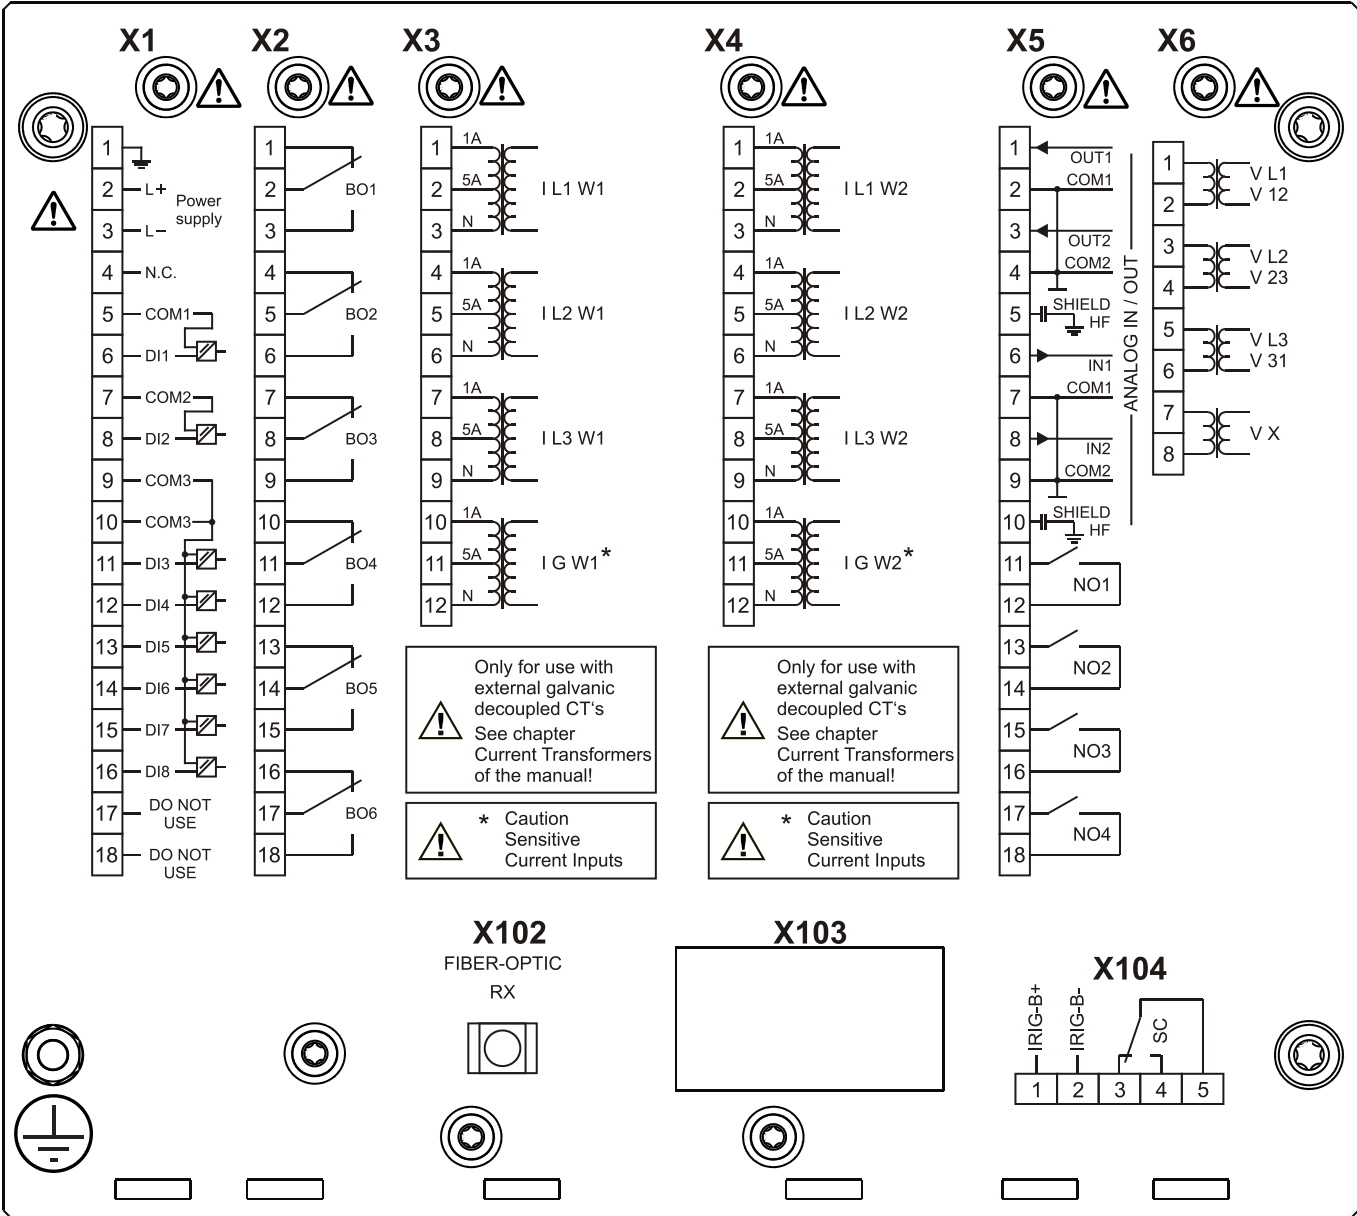 X1
1
2 L+
Power
supply
3 L−
4 N.C.
5 COM1
6 DI1
7 COM2
8 DI2
9 COM3
10 COM3
11 DI3
12 DI4
13 DI5
14 DI6
15 DI7
16 DI8
17 DO NOT
USE
18 DO NOT
USE
X2
1
2 BO1
3
4
5 BO2
6
7
8 BO3
9
10
11 BO4
12
13
14 BO5
15
16
17 BO6
18
X3
1 1A
2 5A I L1 W1
3 N
4 1A
5 5A I L2 W1
6 N
7 1A
8 5A I L3 W1
9 N
10 1A
11 5A I G W1*
12 N
Only for use with
external galvanic
decoupled CT‘s
See chapter
Current Transformers
of the manual!
* Caution
Sensitive
Current Inputs
X4
1 1A
2 5A I L1 W2
3 N
4 1A
5 5A I L2 W2
6 N
7 1A
8 5A I L3 W2
9 N
10 1A
11 5A I G W2*
12 N
Only for use with
external galvanic
decoupled CT‘s
See chapter
Current Transformers
of the manual!
* Caution
Sensitive
Current Inputs
X5
1 OUT1
2 COM1
3 OUT2
4 COM2
5 SHIELD
HF
6 IN1
7 COM1
8 IN2
9 COM2
10 SHIELD
HF
ANALOG IN / OUT
11
NO1
12
13
NO2
14
15
NO3
16
17
NO4
18
X6
1 V L1
2 V 12
3 V L2
4 V 23
5 V L3
6 V 31
7
V X
8
X102
FIBER-OPTIC
RX
X103
X104
IRIG-B+
IRIG-B-
SC
1 2 3 4 5